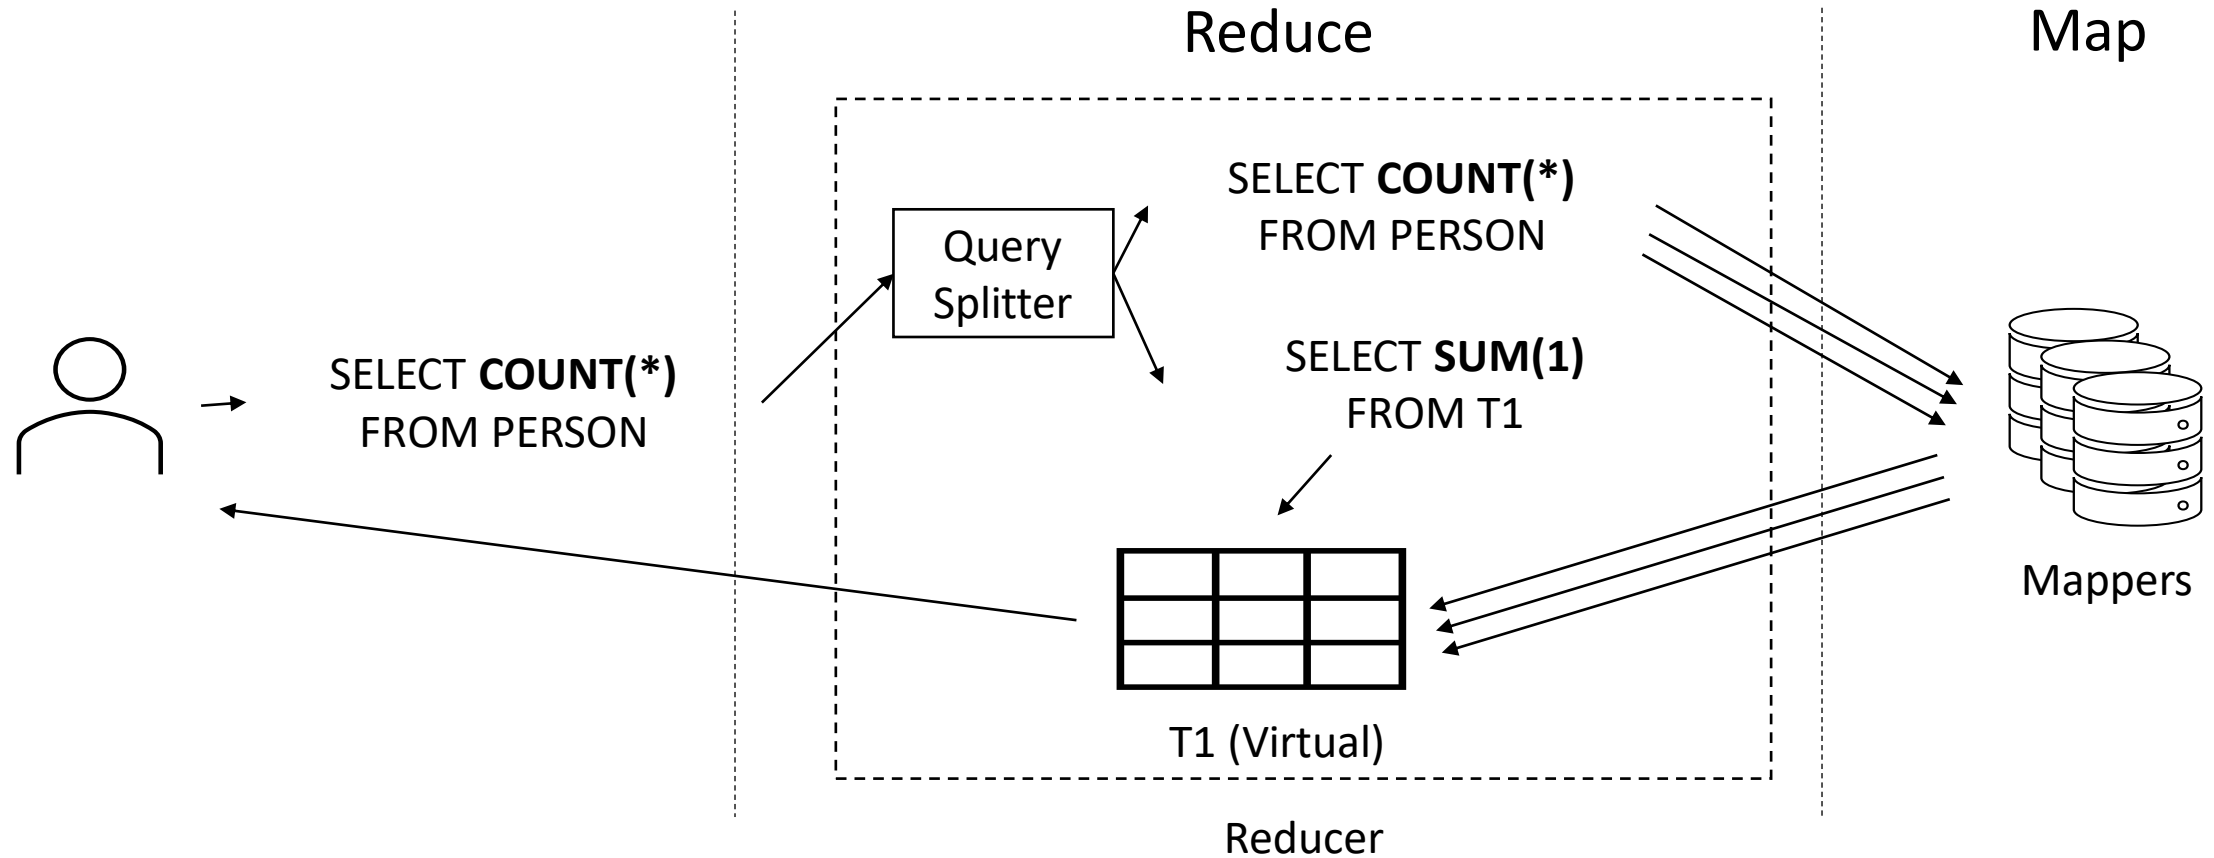 Reduce
Map
SELECT COUNT(*)
FROM PERSON
Query
Splitter
SELECT COUNT(*)
FROM PERSON
SELECT SUM(1)
FROM T1
T1 (Virtual)
Reducer
Mappers